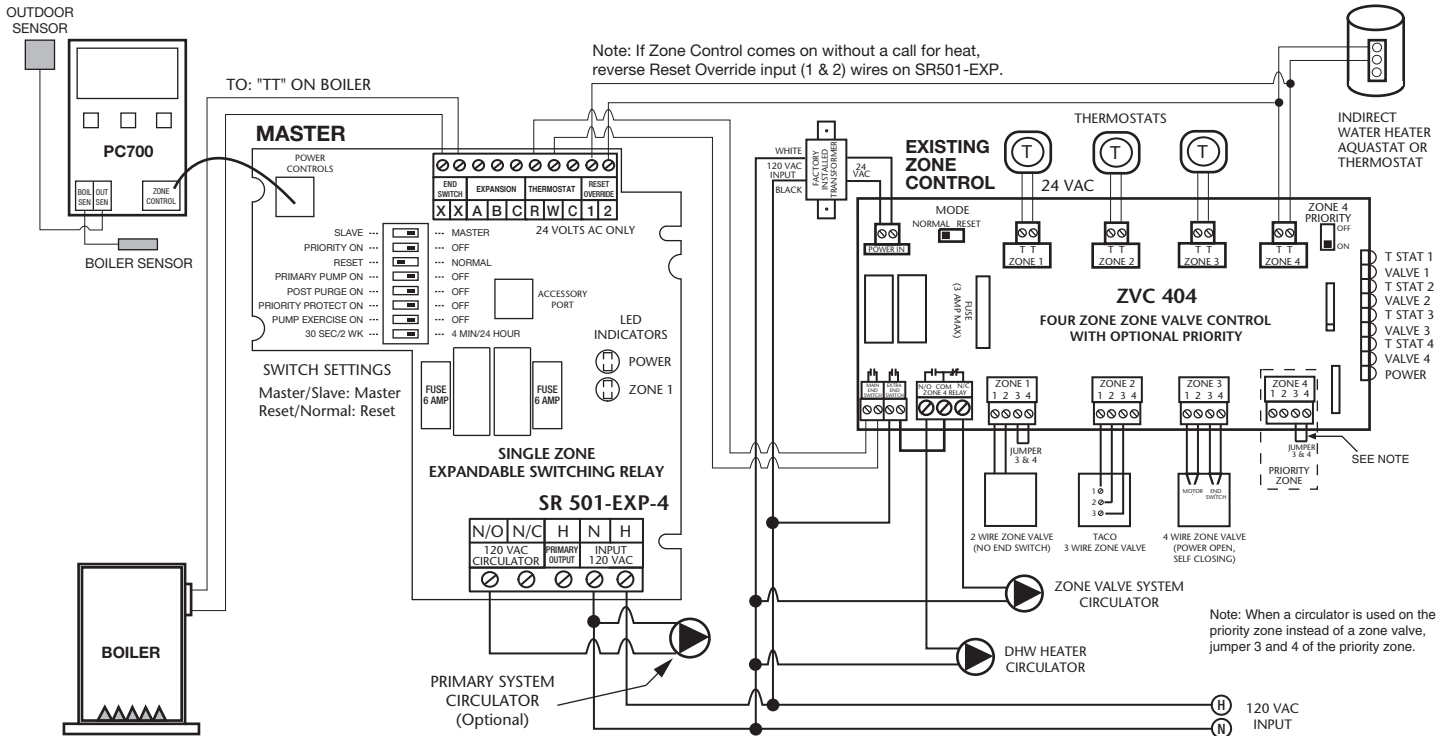 OUTDOOR
SENSOR
PC700
BOIL
SEN
OUT
SEN
ZONE
CONTROL
BOILER SENSOR
TO: "TT" ON BOILER
Note: If Zone Control comes on without a call for heat,
reverse Reset Override input (1 & 2) wires on SR501-EXP.
MASTER
POWER
CONTROLS
END
SWITCH
EXPANSION
THERMOSTAT
RESET
OVERRIDE
X X A B C R W C 1 2
24 VOLTS AC ONLY
SLAVE --- --- MASTER
PRIORITY ON --- --- OFF
RESET --- --- NORMAL
PRIMARY PUMP ON --- --- OFF
POST PURGE ON --- --- OFF
PRIORITY PROTECT ON --- --- OFF
PUMP EXERCISE ON --- --- OFF
30 SEC/2 WK --- --- 4 MIN/24 HOUR
ACCESSORY
PORT
LED
INDICATORS
POWER
ZONE 1
SWITCH SETTINGS
Master/Slave: Master
Reset/Normal: Reset
FUSE
6 AMP
FUSE
6 AMP
SINGLE ZONE
EXPANDABLE SWITCHING RELAY
SR 501-EXP-4
N/O N/C H N H
120 VAC
CIRCULATOR
PRIMARY
OUTPUT
INPUT
120 VAC
BOILER
PRIMARY SYSTEM
CIRCULATOR
(Optional)
WHITE
120 VAC
INPUT
BLACK
FACTORY
INSTALLED
TRANSFORMER
24
VAC
EXISTING
ZONE
CONTROL
THERMOSTATS
T
T
T
24 VAC
INDIRECT
WATER HEATER
AQUASTAT OR
THERMOSTAT
MODE
NORMAL RESET
POWER IN
T T
ZONE 1
T T
ZONE 2
T T
ZONE 3
T T
ZONE 4
ZONE 4
PRIORITY
OFF
ON
T STAT 1
VALVE 1
T STAT 2
VALVE 2
T STAT 3
VALVE 3
T STAT 4
VALVE 4
POWER
FUSE
(3 AMP MAX)
ZVC 404
FOUR ZONE ZONE VALVE CONTROL
WITH OPTIONAL PRIORITY
MAIN
END
SWITCH
EXTRA
END
SWITCH
N/O COM N/C
ZONE 4 RELAY
ZONE 1
1 2 3 4
ZONE 2
1 2 3 4
ZONE 3
1 2 3 4
ZONE 4
1 2 3 4
JUMPER
3 & 4
JUMPER
3 & 4
PRIORITY
ZONE
SEE NOTE
1
2
3
MOTOR
END
SWITCH
2 WIRE ZONE VALVE
(NO END SWITCH)
TACO
3 WIRE ZONE VALVE
4 WIRE ZONE VALVE
(POWER OPEN,
SELF CLOSING)
ZONE VALVE SYSTEM
CIRCULATOR
DHW HEATER
CIRCULATOR
Note: When a circulator is used on the
priority zone instead of a zone valve,
jumper 3 and 4 of the priority zone.
H
N
120 VAC
INPUT